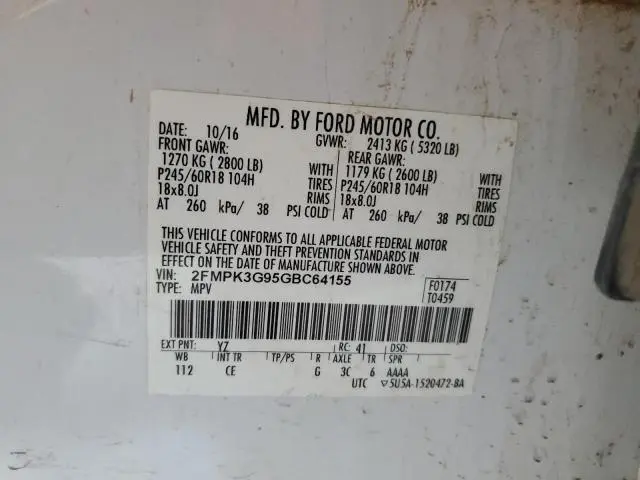 MFD. BY FORD MOTOR CO.
DATE: 10/16 GVWR: 2413 KG ( 5320 LB)
FRONT GAWR: REAR GAWR:
1270 KG ( 2800 LB) WITH 1179 KG ( 2600 LB) WITH
P245/60R18 104H TIRES P245/60R18 104H TIRES
18x8.0J RIMS 18x8.0J RIMS
AT 260 kPa/ 38 PSI COLD AT 260 kPa/ 38 PSI COLD
THIS VEHICLE CONFORMS TO ALL APPLICABLE FEDERAL MOTOR
VEHICLE SAFETY AND THEFT PREVENTION STANDARDS IN
EFFECT ON THE DATE OF MANUFACTURE SHOWN ABOVE.
VIN: 2FMPK3G95GBC64155 F0174
TYPE: MPV T0459
EXT PNT: YZ RC: 41 DSO:
WB INT TR TP/PS R AXLE TR SPR
112 CE G 3C 6 AAAA
UTC ▽5U5A-1520472-BA